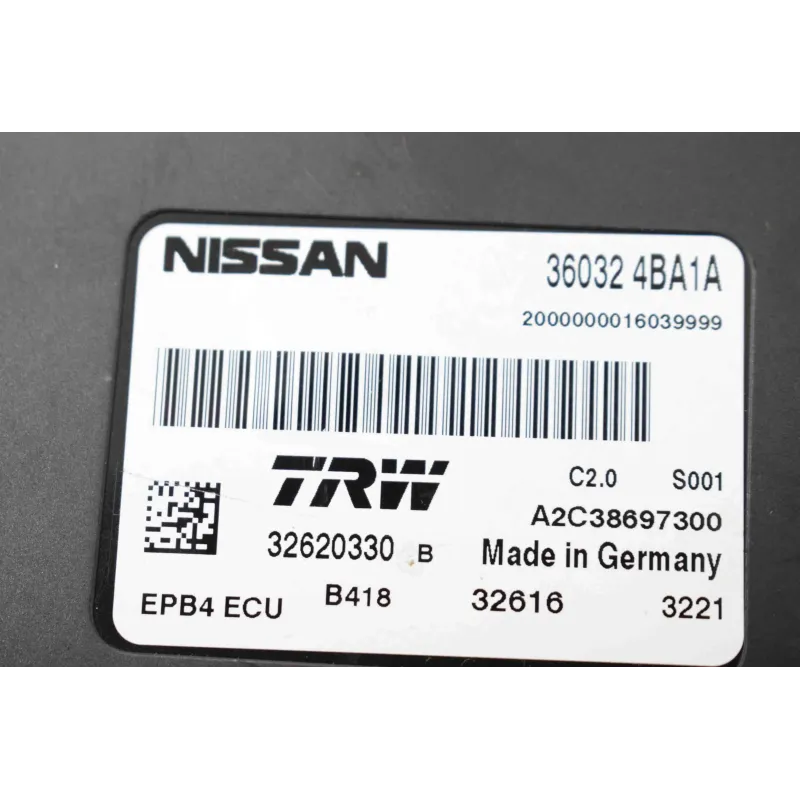 NISSAN 36032 4BA1A
2000000016039999
TRW C2.0 S001
A2C38697300
32620330 B Made in Germany
EPB4 ECU B418 32616 3221